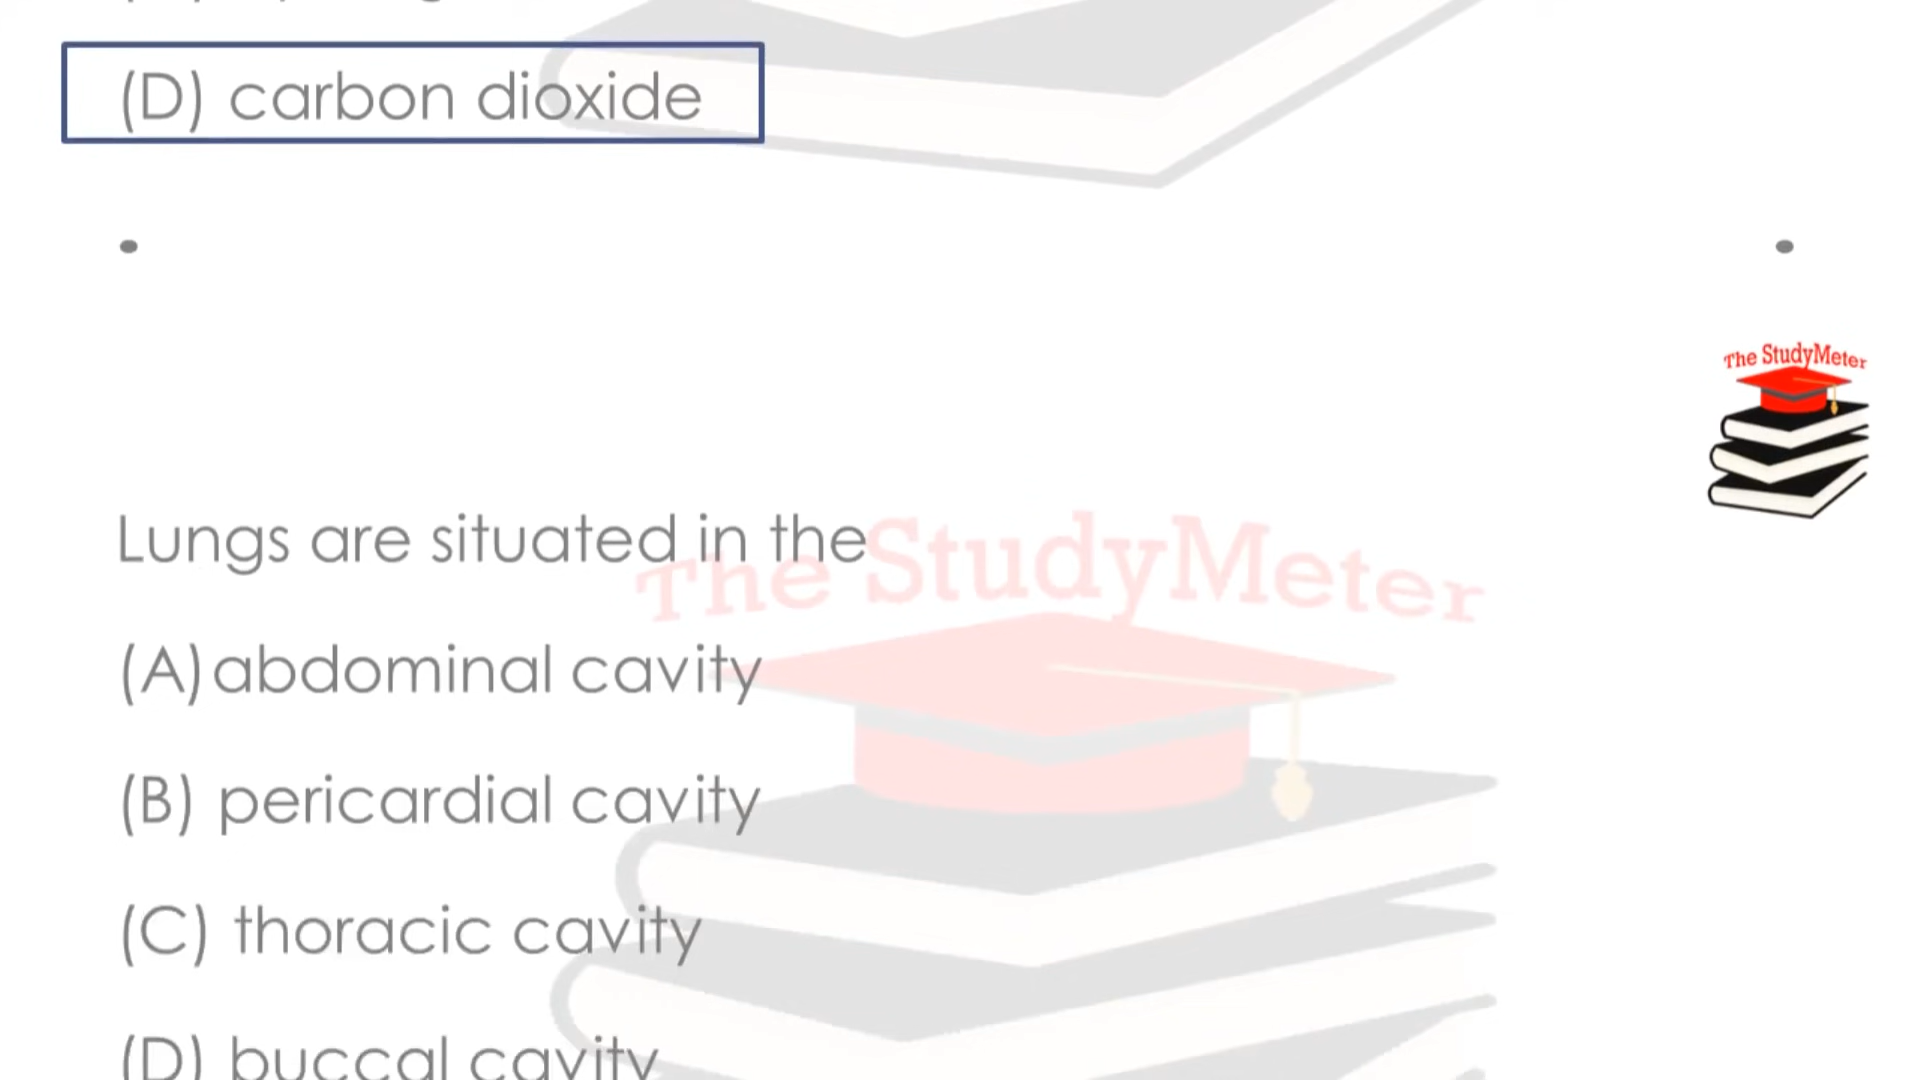 (D) carbon dioxide
•
•
The StudyMeter
Lungs are situated in the
The StudyMeter
(A) abdominal cavity
(B) pericardial cavity
(C) thoracic cavity
(D) buccal cavity